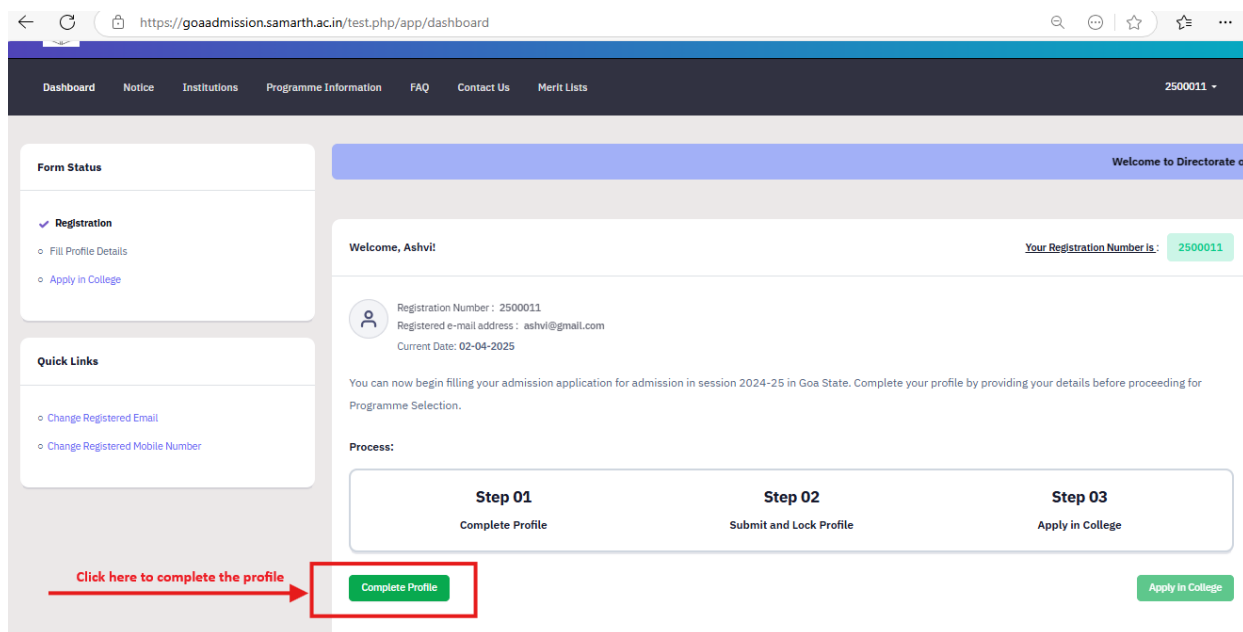 https://goaadmission.samarth.ac.in/test.php/app/dashboard
Dashboard Notice Institutions Programme Information FAQ Contact Us Merit Lists 2500011
Form Status
Registration
Fill Profile Details
Apply in College
Quick Links
Change Registered Email
Change Registered Mobile Number
Welcome to Directorate o
Welcome, Ashvi!
Your Registration Number is : 2500011
Registration Number : 2500011
Registered e-mail address : ashvi@gmail.com
Current Date: 02-04-2025
You can now begin filling your admission application for admission in session 2024-25 in Goa State. Complete your profile by providing your details before proceeding for
Programme Selection.
Process:
Step 01 Step 02 Step 03
Complete Profile Submit and Lock Profile Apply in College
Click here to complete the profile
Complete Profile Apply in College